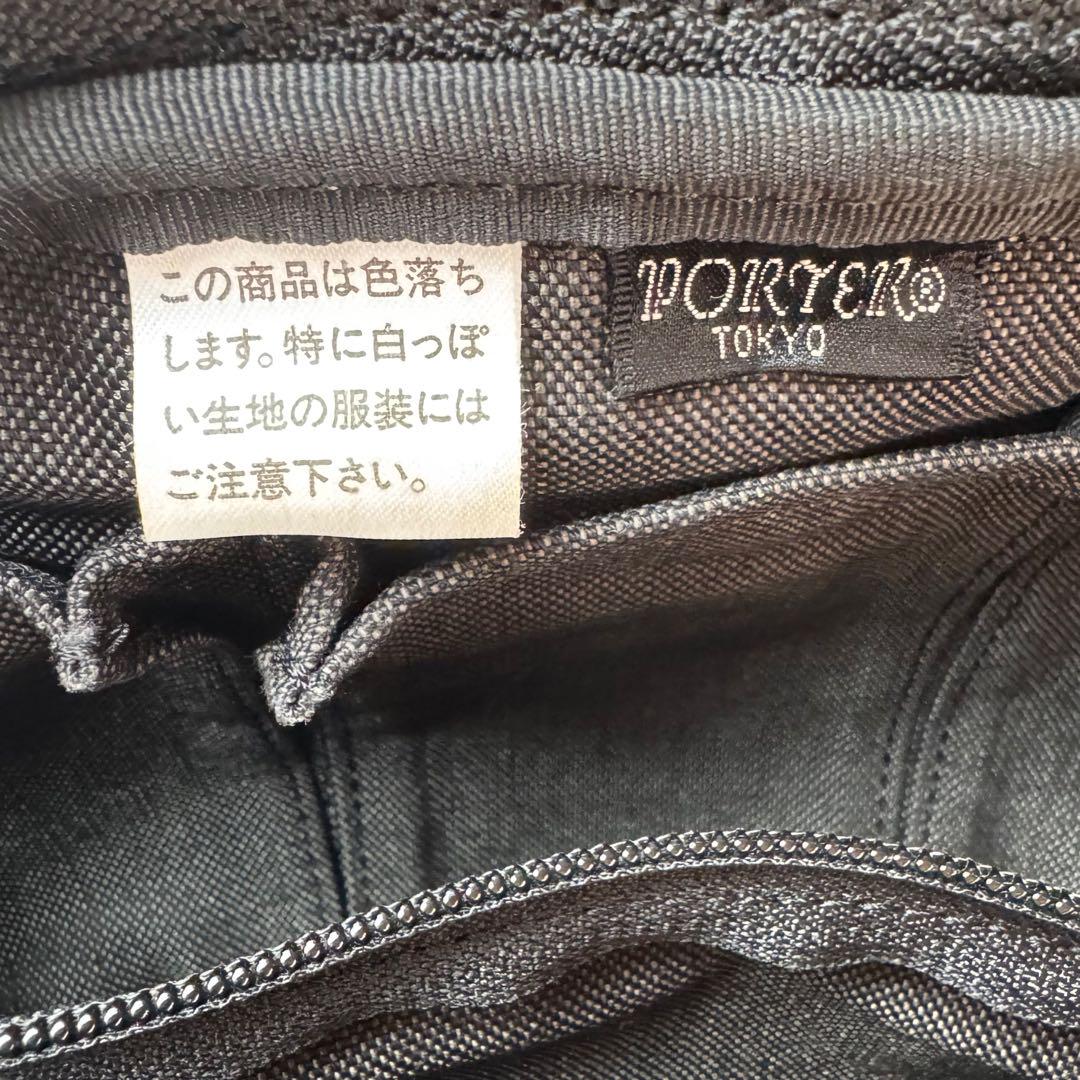 この商品は色落ち
します。特に白っぽ
い生地の服装には
ご注意下さい。
PORTER®
TOKYO